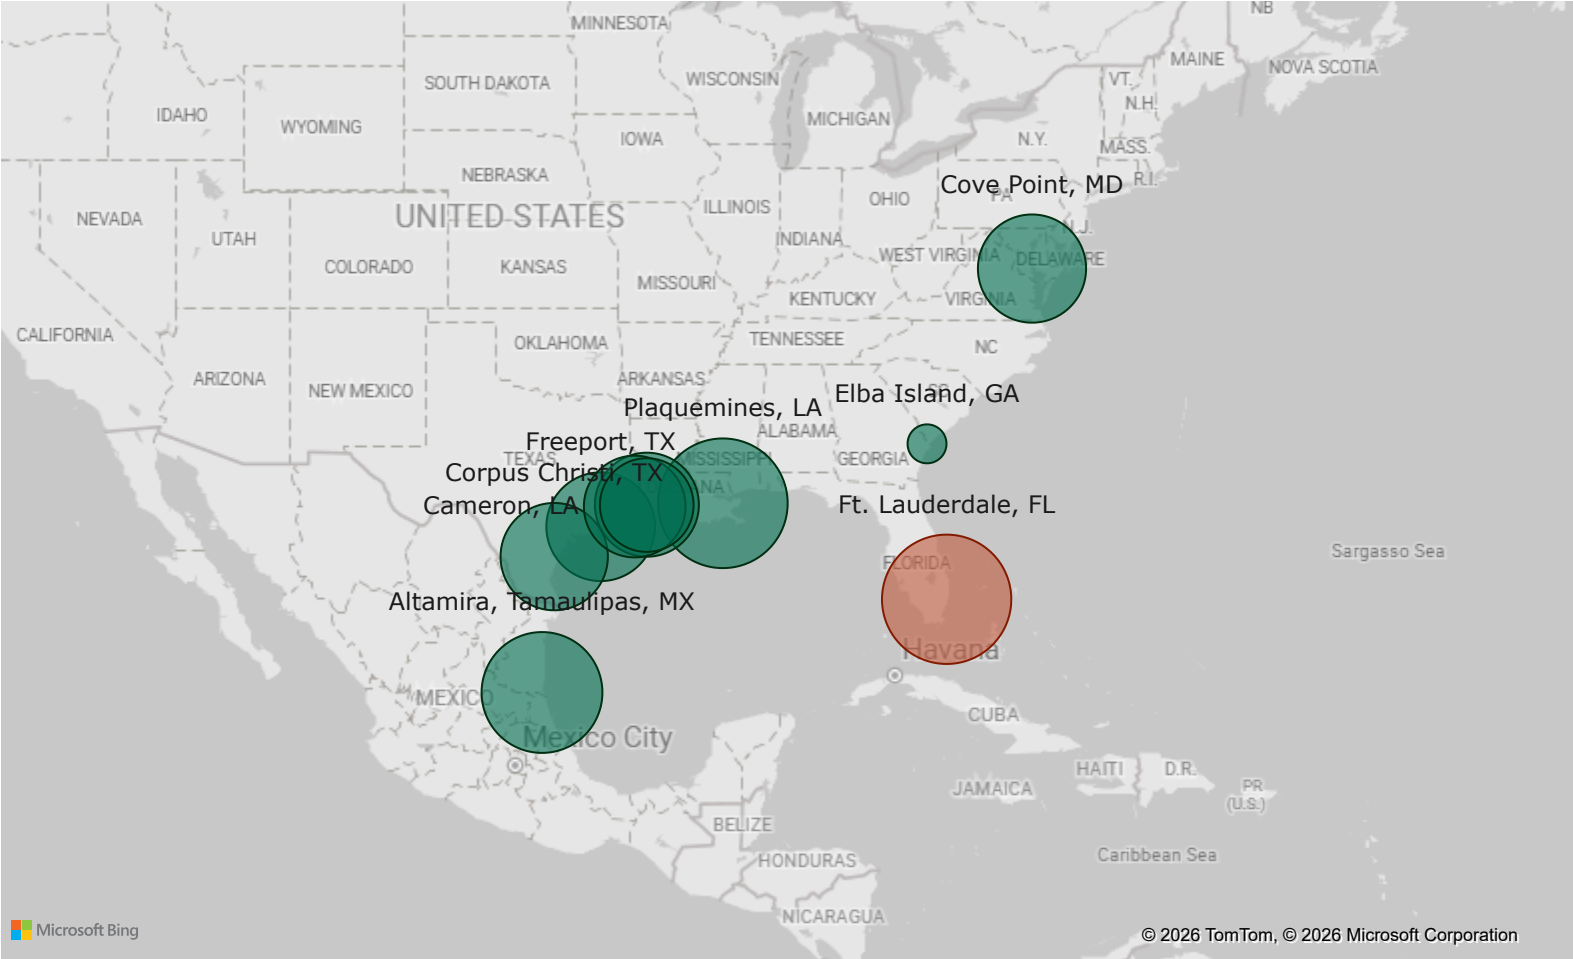 NB
MINNESOTA
MAINE
NOVA SCOTIA
VT.
SOUTH DAKOTA
WISCONSIN
N.H.
IDAHO
WYOMING
MICHIGAN
IOWA
N.Y.
MASS.
NEBRASKA
R.I.
Cove Point, MD
PA
OHIO
ILLINOIS
NEVADA
UNITED STATES
N.J.
UTAH
INDIANA
WEST VIRGINIA
DELAWARE
COLORADO
KANSAS
MISSOURI
KENTUCKY
VIRGINIA
CALIFORNIA
OKLAHOMA
TENNESSEE
NC
ARIZONA
NEW MEXICO
ARKANSAS
SC
Elba Island, GA
Plaquemines, LA
ALABAMA
Freeport, TX
TEXAS
MISSISSIPPI
GEORGIA
Corpus Christi, TX
ANA
Cameron, LA
Ft. Lauderdale, FL
Sargasso Sea
FLORIDA
Altamira, Tamaulipas, MX
Havana
MEXICO
CUBA
Mexico City
HAITI
D.R.
JAMAICA
PR
(U.S.)
BELIZE
Caribbean Sea
HONDURAS
NICARAGUA
Microsoft Bing
© 2026 TomTom, © 2026 Microsoft Corporation